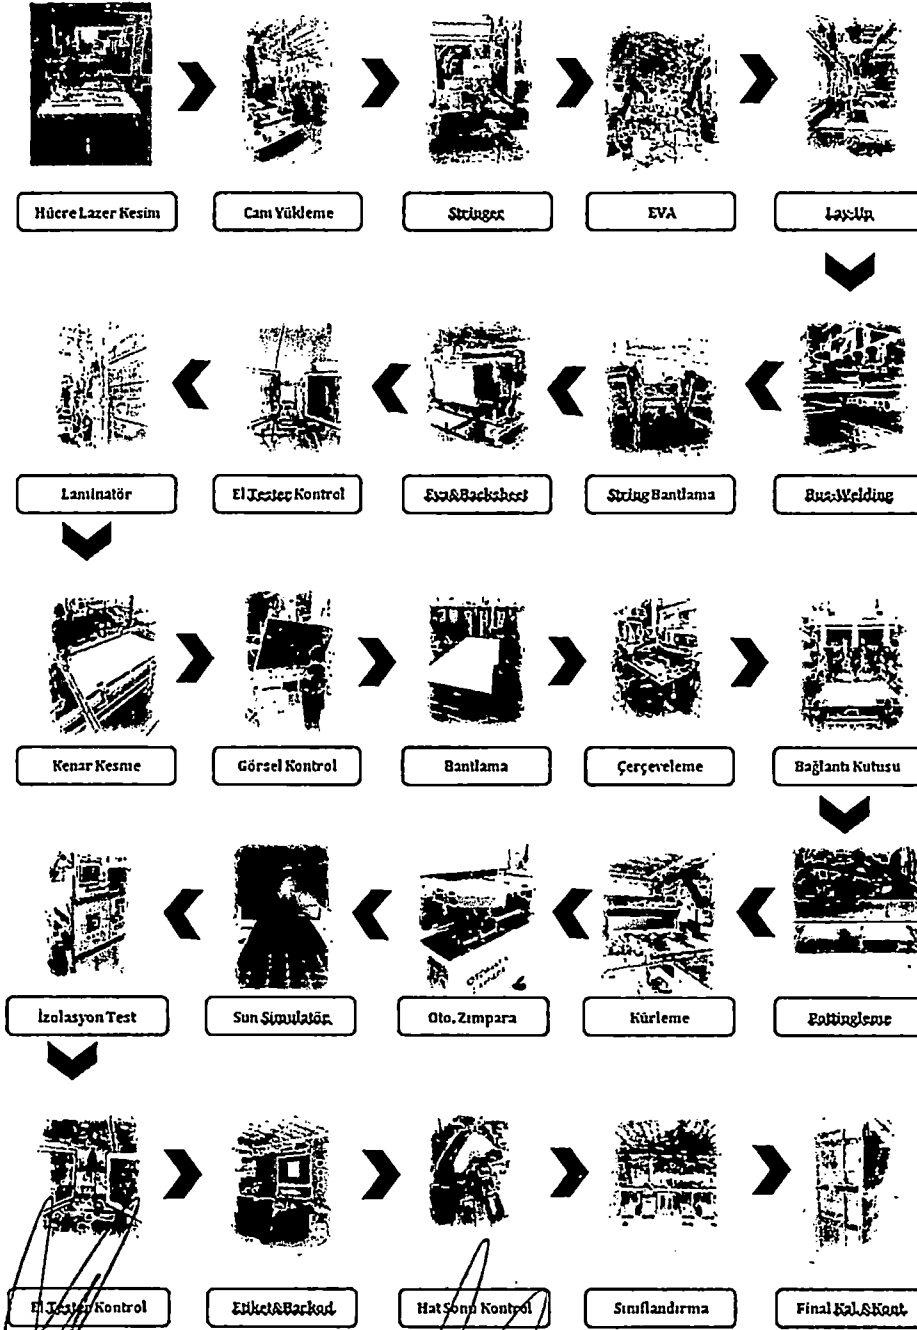 Hücre Lazer Kesim
Cam Yükleme
Stringer
EVA
Lay-Up
Laminatör
El Tester Kontrol
Eva&Backsheet
String Bantlama
Bus-Welding
Kenar Kesme
Görsel Kontrol
Bantlama
Çerçeveleme
Bağlantı Kutusu
İzolasyon Test
Sun Simulatör
Oto. Zımpara
Kürleme
Pottingleme
El Tester Kontrol
Etiket&Barkod
Hat Sonu Kontrol
Sınıflandırma
Final Kal.&Kont.